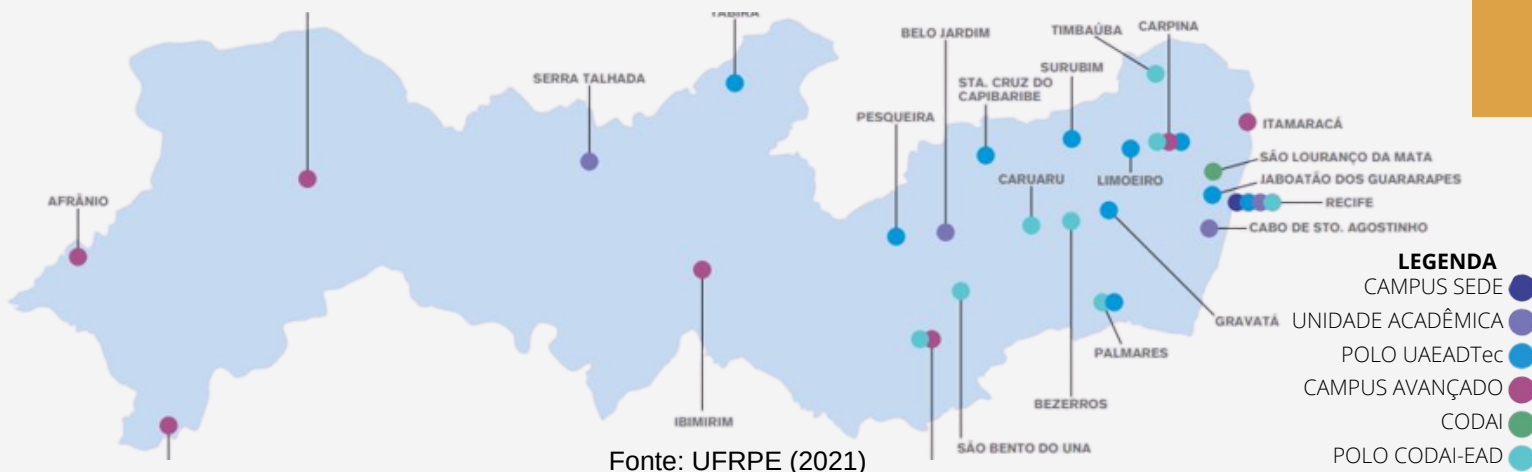 TABIRA
SERRA TALHADA
BELO JARDIM
TIMBAÚBA
CARPINA
STA. CRUZ DO
CAPIBARIBE
SURUBIM
PESQUEIRA
ITAMARACÁ
SÃO LOURANÇO DA MATA
JABOATÃO DOS GUARARAPES
RECIFE
CABO DE STO. AGOSTINHO
CARUARU
LIMOEIRO
AFRÂNIO
GRAVATÁ
PALMARES
BEZERROS
IBIMIRIM
SÃO BENTO DO UNA
LEGENDA
CAMPUS SEDE
UNIDADE ACADÊMICA
POLO UAEADTec
CAMPUS AVANÇADO
CODAI
POLO CODAI-EAD
Fonte: UFRPE (2021)